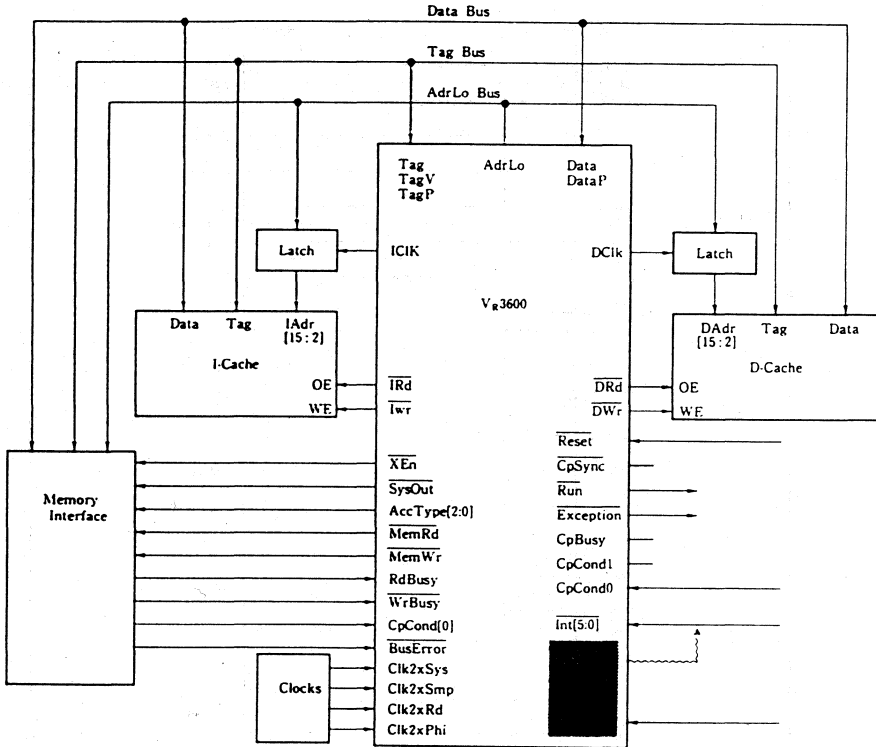 Data Bus
Tag Bus
AdrLo Bus
Tag
TagV
TagP
AdrLo
Data
DataP
Latch
IClK
DClk
Latch
VR3600
Data Tag IAdr
[15:2]
I-Cache
OE
WE
IRd
Iwr
DAdr
[15:2]
Tag Data
D-Cache
DRd
DWr
OE
WE
Memory
Interface
XEn
SysOut
AccType[2:0]
MemRd
MemWr
RdBusy
WrBusy
CpCond[0]
BusError
Clk2xSys
Clk2xSmp
Clk2xRd
Clk2xPhi
Clocks
Reset
CpSync
Run
Exception
CpBusy
CpCond1
CpCond0
Int[5:0]